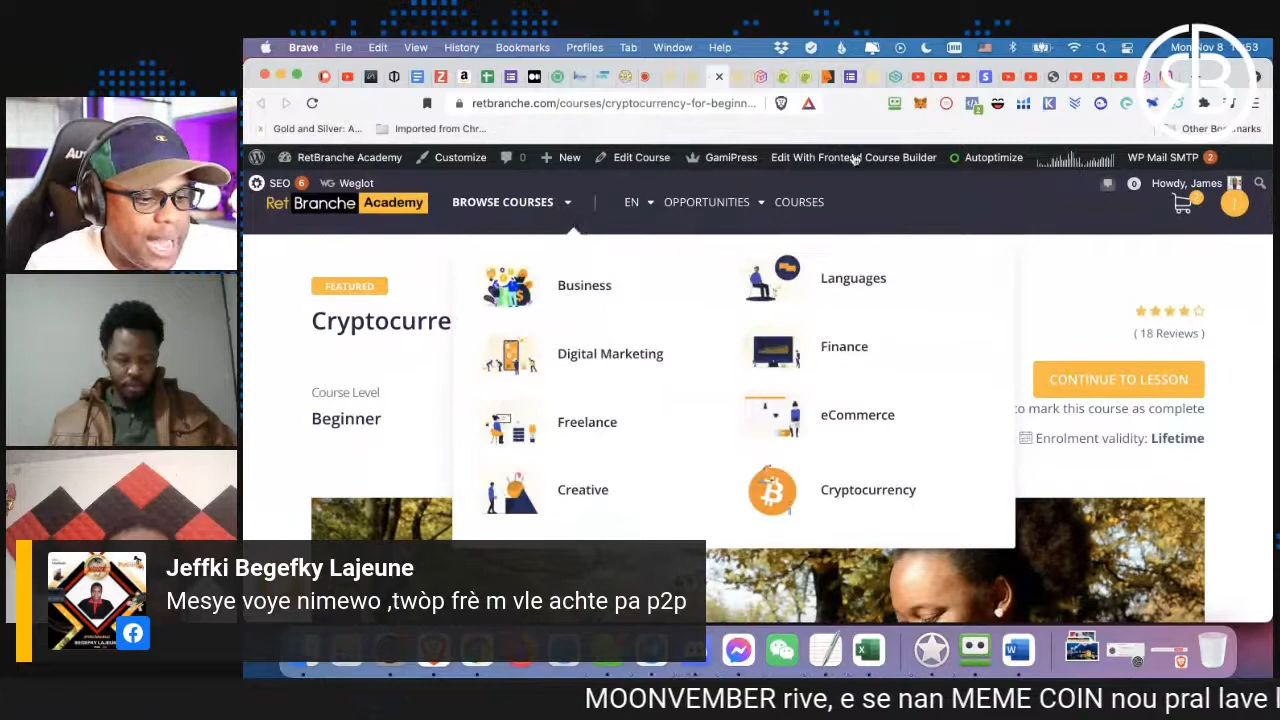 Brave File Edit View History Bookmarks Profiles Tab Window Help
Mon Nov 8
retbranche.com/courses/cryptocurrency-for-beginn...
Gold and Silver: A... Imported from Chr... Other Bookmarks
RetBranche Academy Customize 0 New Edit Course GamiPress Edit With Frontend Course Builder Autoptimize WP Mail SMTP 2
SEO 6 WG Weglot 0 Howdy, James
Ret Branche Academy BROWSE COURSES EN OPPORTUNITIES COURSES
FEATURED
Cryptocurre
Course Level
Beginner
Business
Languages
Digital Marketing
Finance
Freelance
eCommerce
Creative
Cryptocurrency
( 18 Reviews )
CONTINUE TO LESSON
to mark this course as complete
Enrolment validity: Lifetime
Jeffki Begefky Lajeune
Mesye voye nimewo ,twòp frè m vle achte pa p2p
MOONVEMBER rive, e se nan MEME COIN nou pral lave